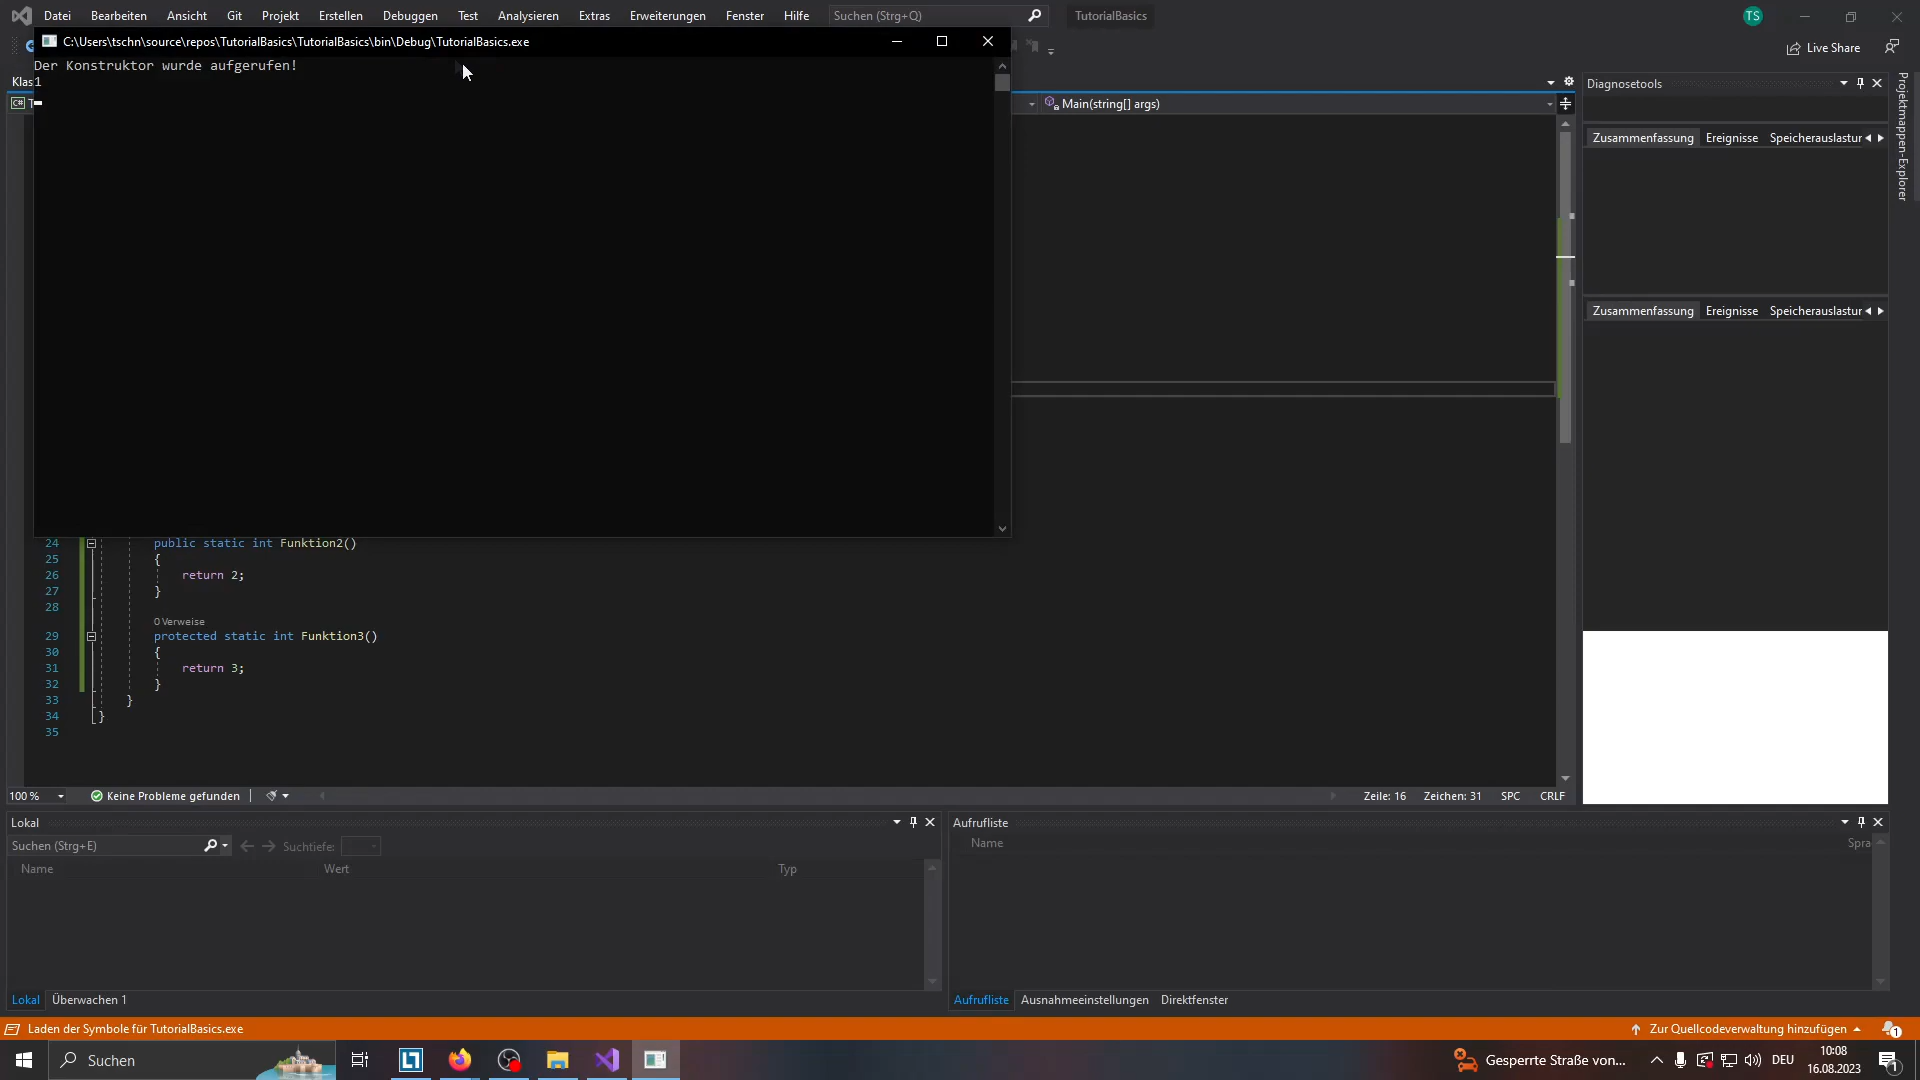 Datei Bearbeiten Ansicht Git Projekt Erstellen Debuggen Test Analysieren Extras Erweiterungen Fenster Hilfe Suchen (Strg+Q) TutorialBasics TS
C:\Users\tschn\source\repos\TutorialBasics\TutorialBasics\bin\Debug\TutorialBasics.exe
Live Share
Der Konstruktor wurde aufgerufen!
1
Klas
C# T
Main(string[] args)
Diagnosetools
Zusammenfassung Ereignisse Speicherauslastur
Zusammenfassung Ereignisse Speicherauslastur
Projektmappen-Explorer
24 public static int Funktion2()
25 {
26 return 2;
27 }
28
0 Verweise
29 protected static int Funktion3()
30 {
31 return 3;
32 }
33 }
34 }
35
100 % Keine Probleme gefunden Zeile: 16 Zeichen: 31 SPC CRLF
Lokal
Suchen (Strg+E) Suchtiefe:
Name Wert Typ
Lokal Überwachen 1
Aufrufliste
Name Spra
Aufrufliste Ausnahmeeinstellungen Direktfenster
Laden der Symbole für TutorialBasics.exe Zur Quellcodeverwaltung hinzufügen 1
Suchen Gesperrte Straße von... DEU 10:08
16.08.2023 1